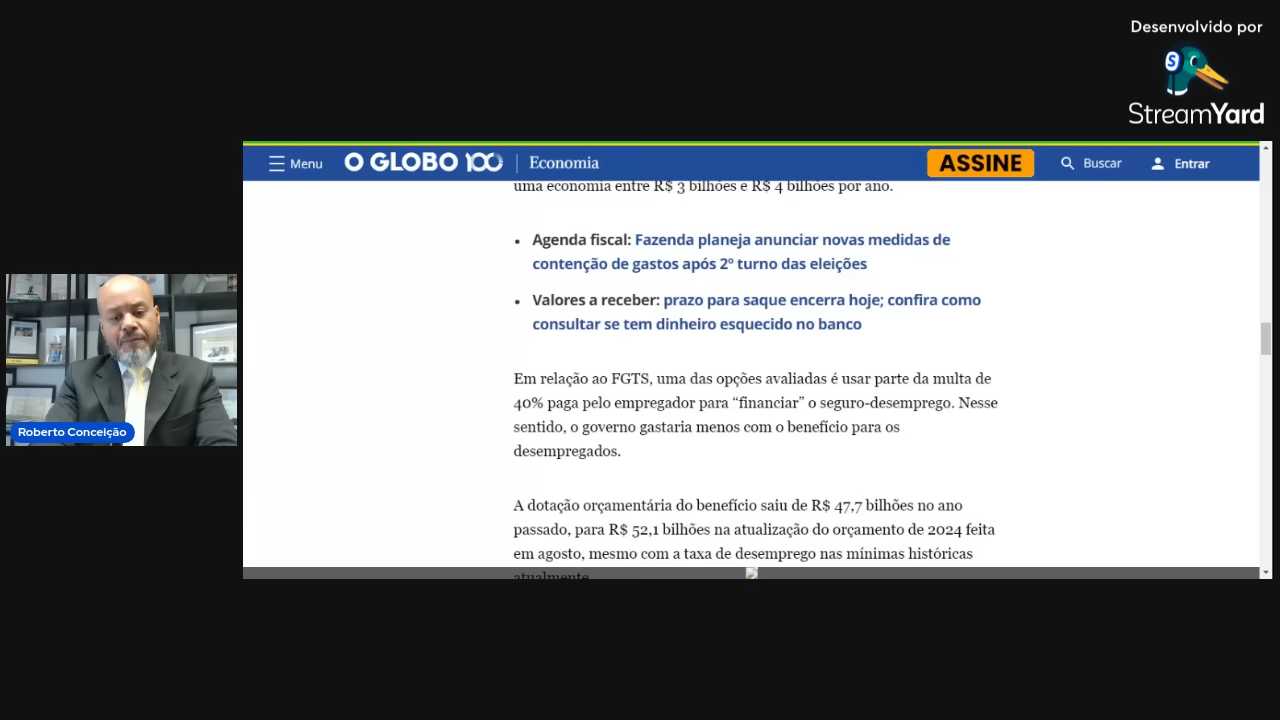 Desenvolvido por
StreamYard
Menu
O GLOBO 100
Economia
ASSINE
Buscar
Entrar
uma economia entre R$ 3 bilhões e R$ 4 bilhões por ano.
• Agenda fiscal: Fazenda planeja anunciar novas medidas de
contenção de gastos após 2º turno das eleições
• Valores a receber: prazo para saque encerra hoje; confira como
consultar se tem dinheiro esquecido no banco
Em relação ao FGTS, uma das opções avaliadas é usar parte da multa de
40% paga pelo empregador para “financiar” o seguro-desemprego. Nesse
sentido, o governo gastaria menos com o benefício para os
desempregados.
A dotação orçamentária do benefício saiu de R$ 47,7 bilhões no ano
passado, para R$ 52,1 bilhões na atualização do orçamento de 2024 feita
em agosto, mesmo com a taxa de desemprego nas mínimas históricas
atualmente.
Roberto Conceição